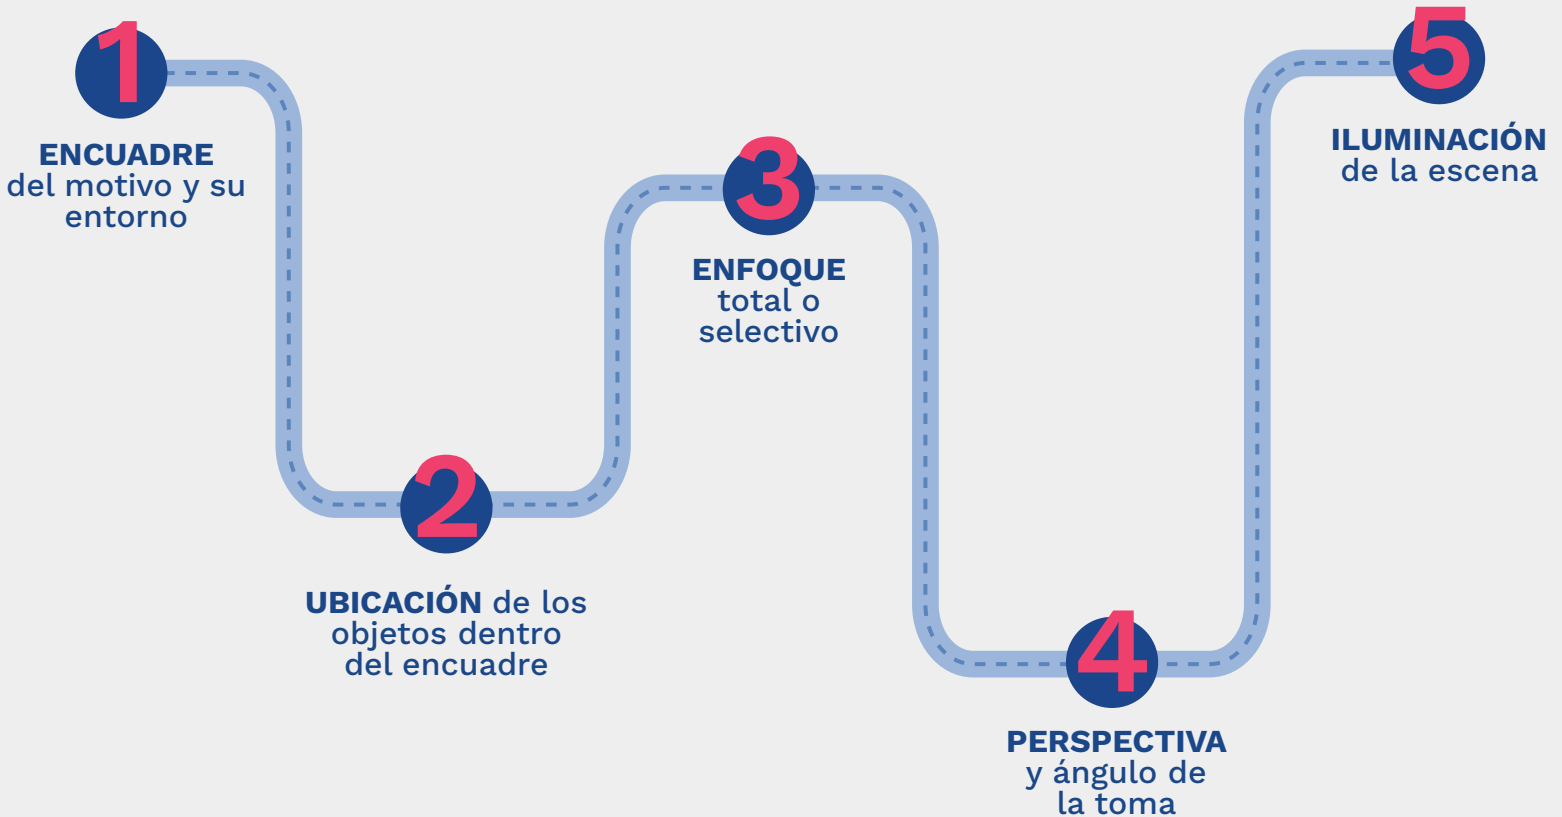 1
ENCUADRE
del motivo y su
entorno
2
UBICACIÓN de los
objetos dentro
del encuadre
3
ENFOQUE
total o
selectivo
4
PERSPECTIVA
y ángulo de
la toma
5
ILUMINACIÓN
de la escena